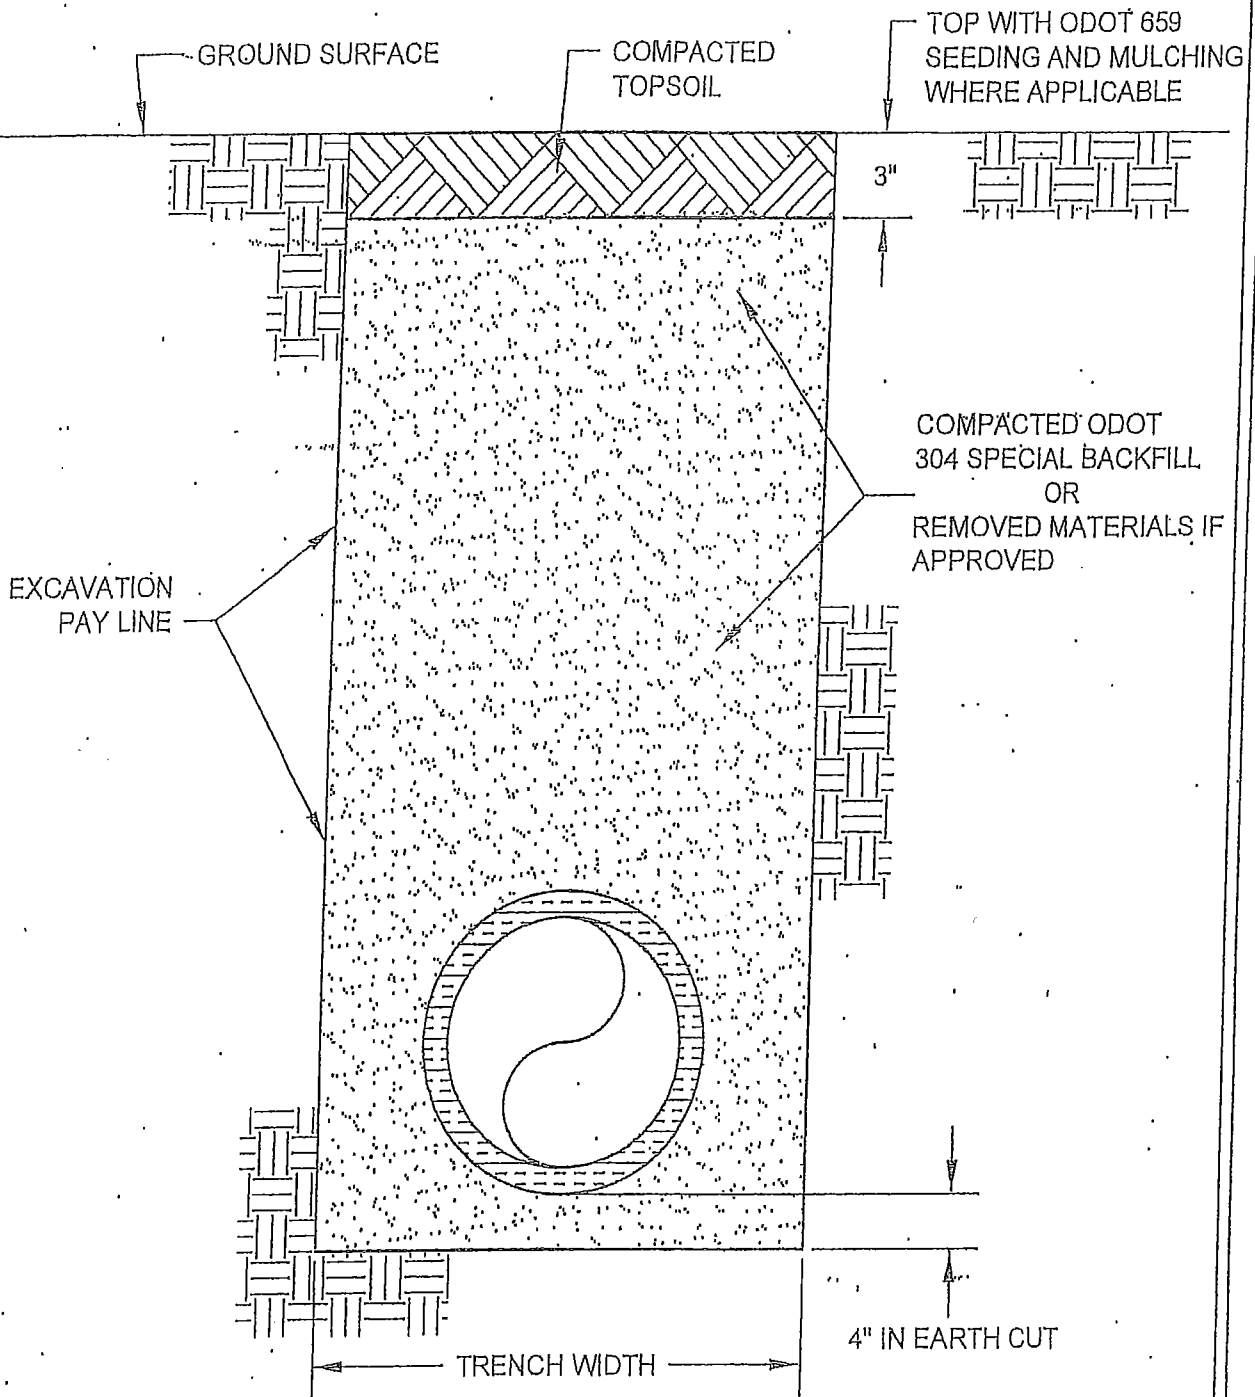 GROUND SURFACE
COMPACTED
TOPSOIL
TOP WITH ODOT 659
SEEDING AND MULCHING
WHERE APPLICABLE
3"
COMPACTED ODOT
304 SPECIAL BACKFILL
OR
REMOVED MATERIALS IF
APPROVED
EXCAVATION
PAY LINE
4" IN EARTH CUT
TRENCH WIDTH